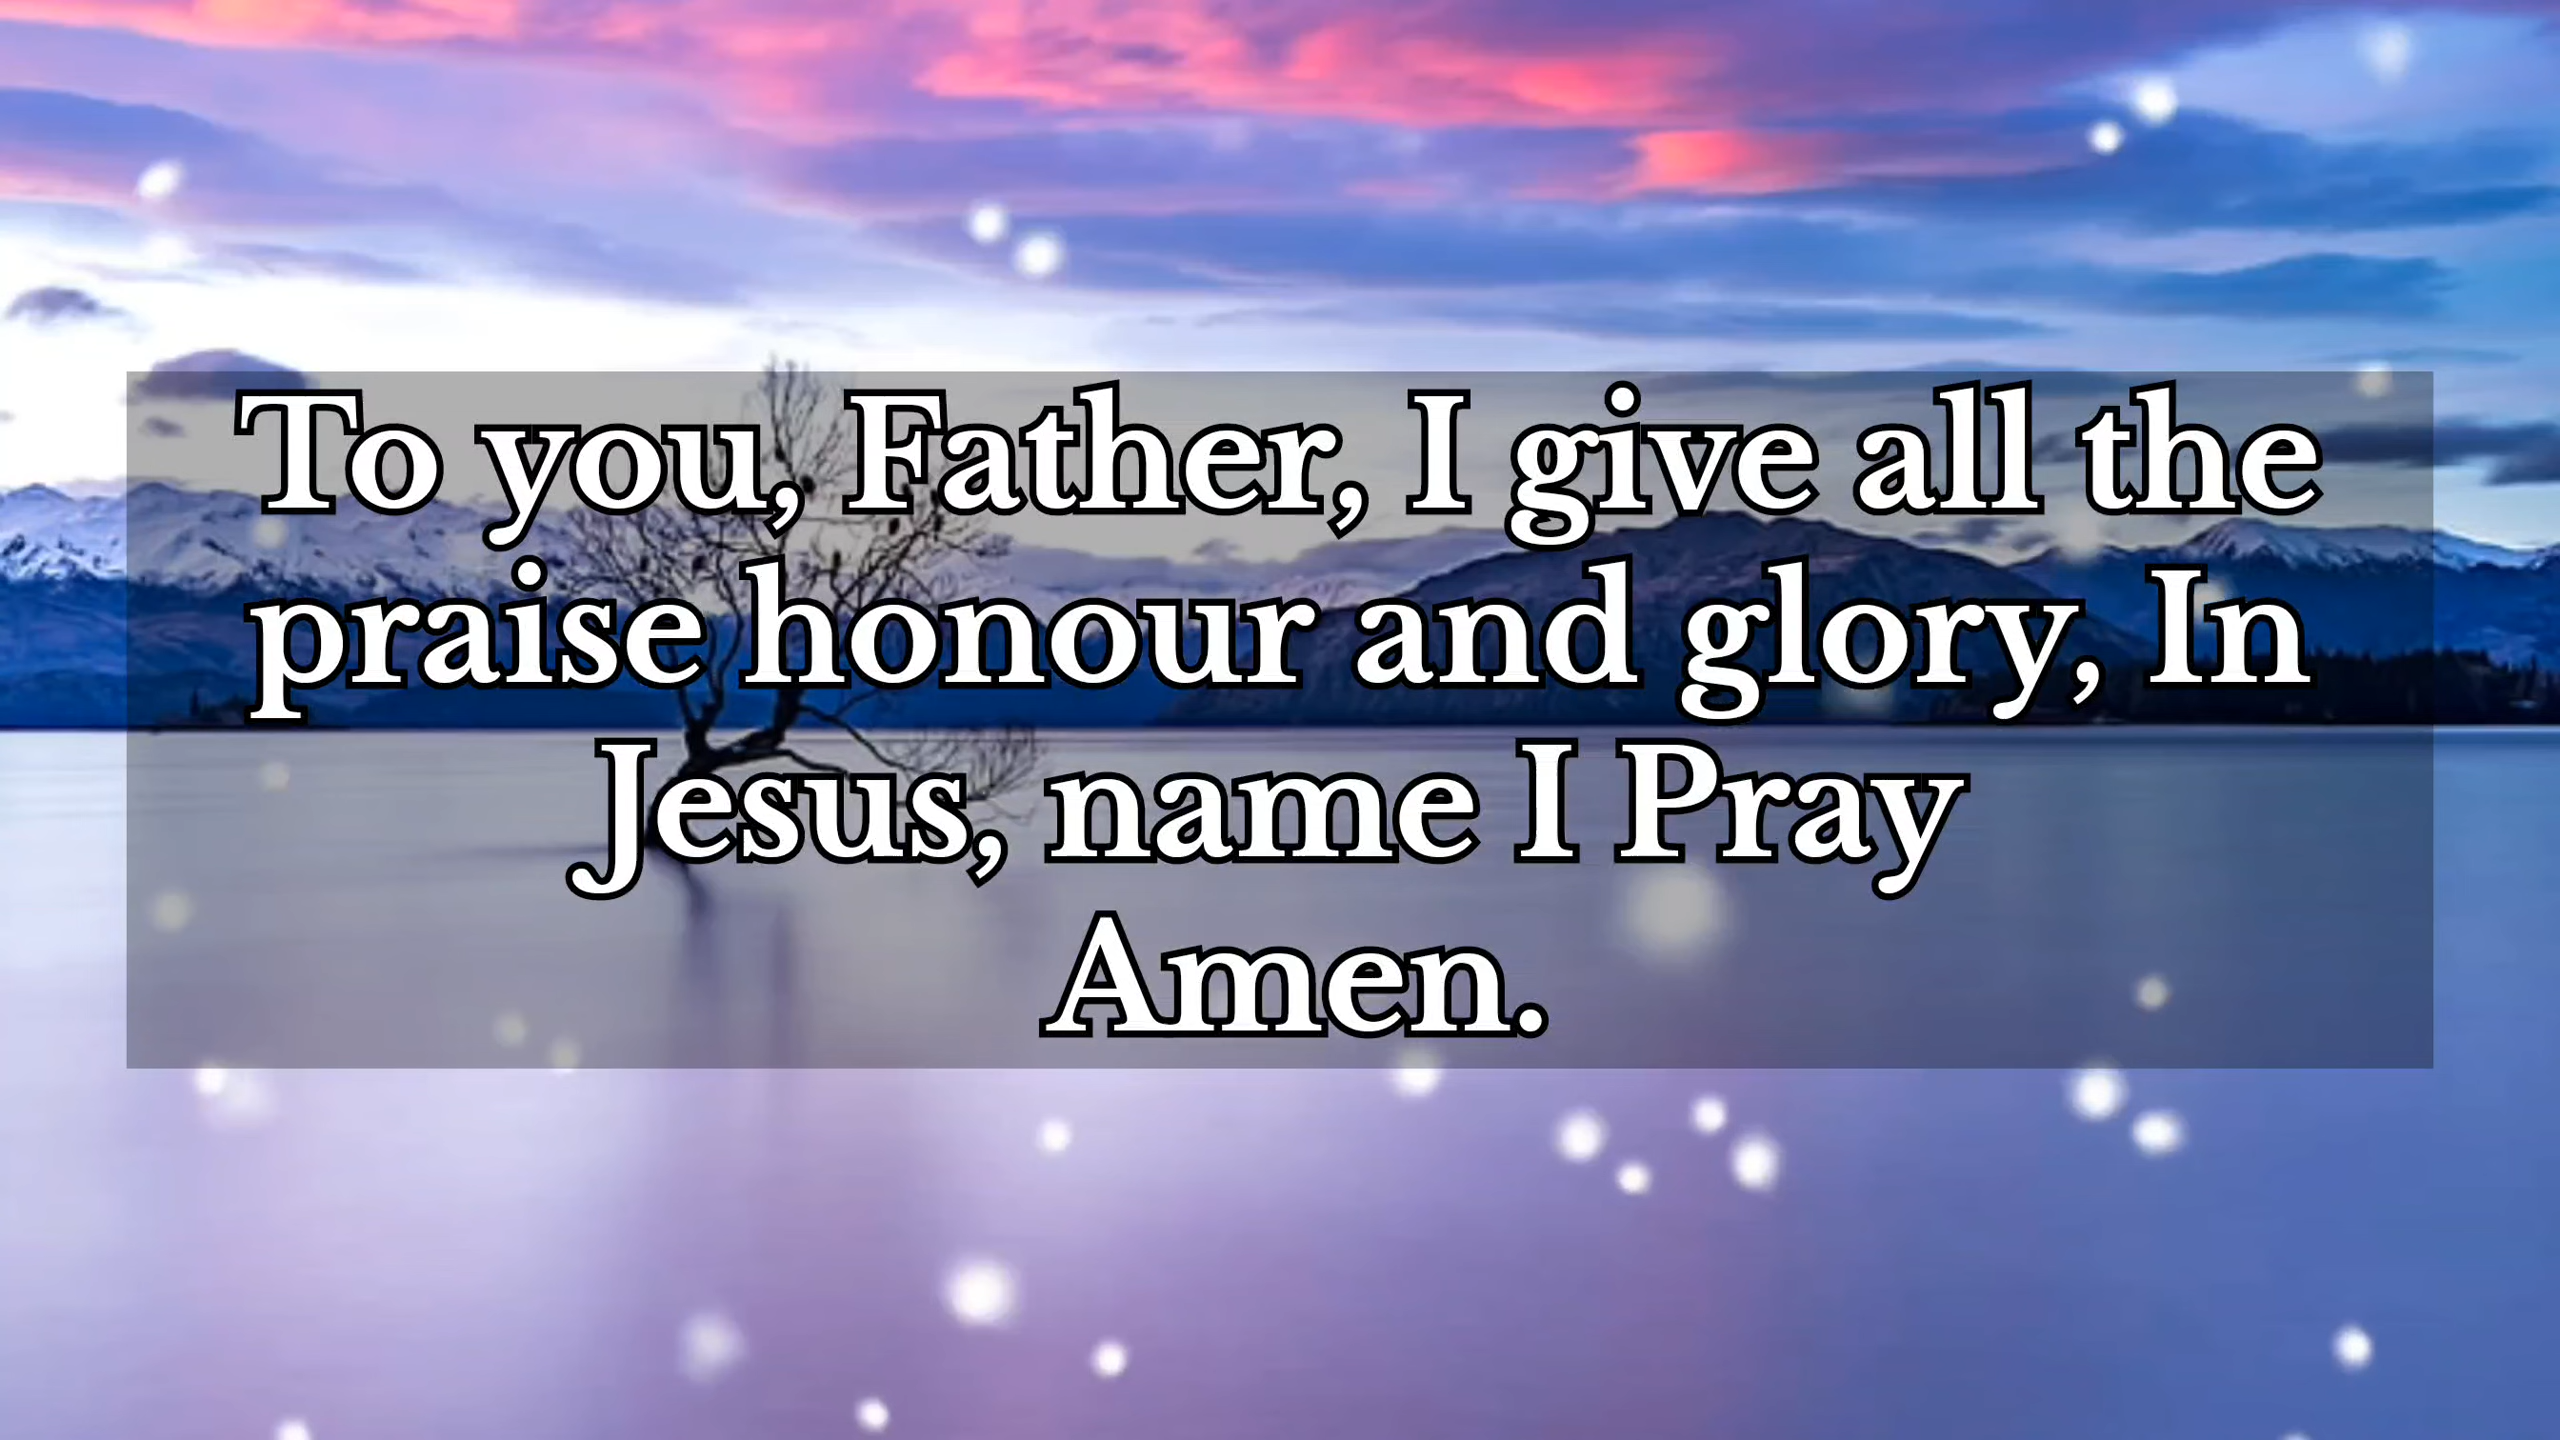 To you, Father, I give all the
praise honour and glory, In
Jesus, name I Pray
Amen.